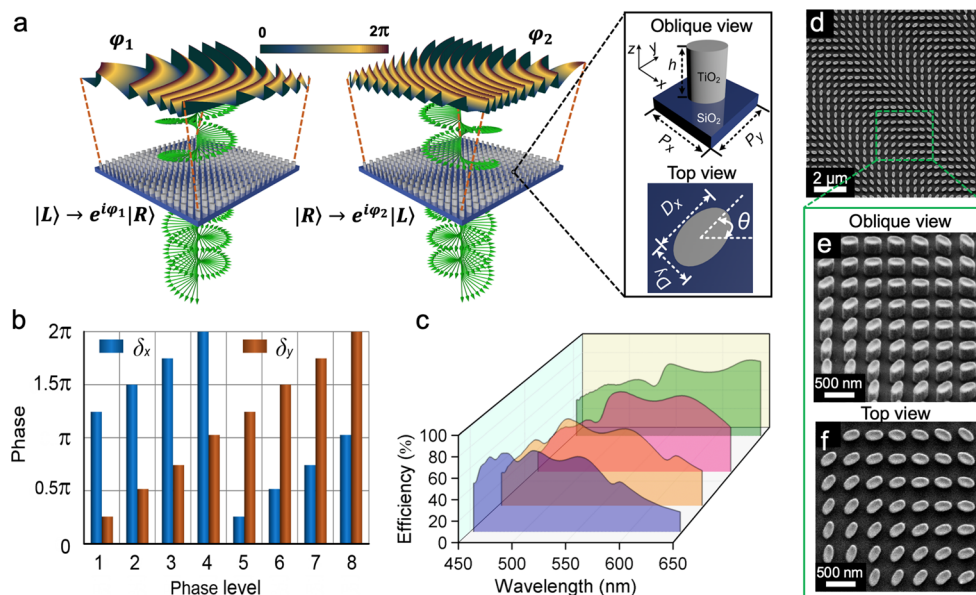 a
φ1
0
2π
φ2
|L⟩ → e^{iφ1}|R⟩
|R⟩ → e^{iφ2}|L⟩
Oblique view
z
y
x
h
TiO2
SiO2
Px
Py
Top view
Dx
Dy
θ
b
2π
1.5π
π
0.5π
0
Phase
δx
δy
1 2 3 4 5 6 7 8
Phase level
c
100
80
60
40
20
0
Efficiency (%)
450 500 550 600 650
Wavelength (nm)
d
2 μm
Oblique view
e
500 nm
Top view
f
500 nm